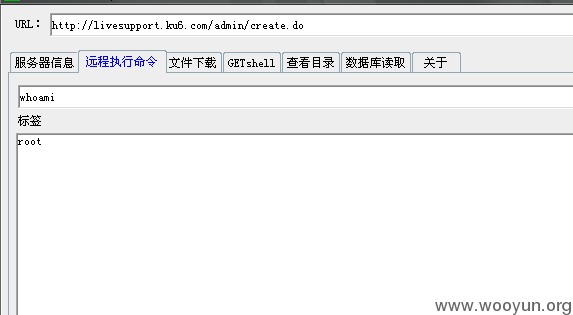 URL： http://livesupport.ku6.com/admin/create.do
服务器信息 远程执行命令 文件下载 GETshell 查看目录 数据库读取 关于
whoami
标签
root
www.wooyun.org